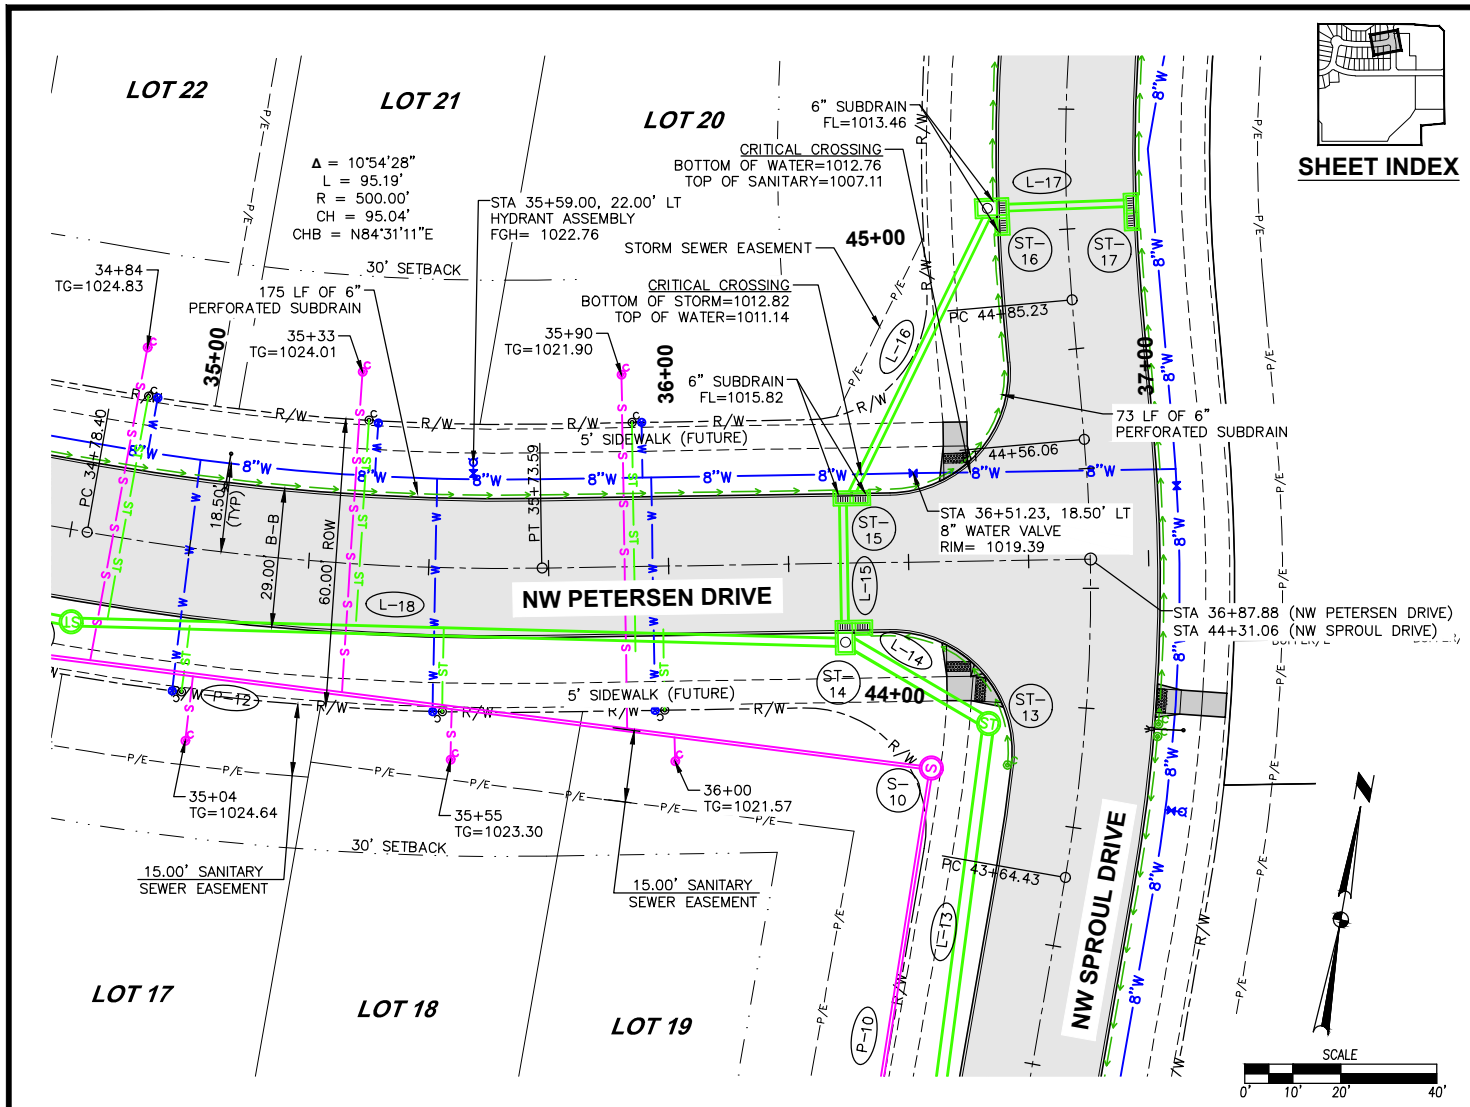 LOT 22
LOT 21
LOT 20
Δ = 10°54'28"
L = 95.19'
R = 500.00'
CH = 95.04'
CHB = N84°31'11"E
6" SUBDRAIN
FL=1013.46
CRITICAL CROSSING
BOTTOM OF WATER=1012.76
TOP OF SANITARY=1007.11
SHEET INDEX
L-17
STA 35+59.00, 22.00' LT
HYDRANT ASSEMBLY
FGH= 1022.76
STORM SEWER EASEMENT
45+00
ST-
16
ST-
17
34+84
TG=1024.83
30' SETBACK
175 LF OF 6"
PERFORATED SUBDRAIN
CRITICAL CROSSING
BOTTOM OF STORM=1012.82
TOP OF WATER=1011.14
PC 44+85.23
35+00
35+33
TG=1024.01
35+90
TG=1021.90
36+00
L-16
37+00
6" SUBDRAIN
FL=1015.82
73 LF OF 6"
PERFORATED SUBDRAIN
R/W
R/W
R/W
R/W
R/W
R/W
5' SIDEWALK (FUTURE)
44+56.06
PC 34+78.40
18.50'
(TYP)
29.00' B-B
60.00' ROW
PT 35+73.59
8"W
8"W
8"W
8"W
8"W
8"W
8"W
8"W
ST-
15
STA 36+51.23, 18.50' LT
8" WATER VALVE
RIM= 1019.39
L-15
L-18
NW PETERSEN DRIVE
STA 36+87.88 (NW PETERSEN DRIVE)
STA 44+31.06 (NW SPROUL DRIVE)
ST
L-14
ST-
14
44+00
ST-
13
ST
P-12
5' SIDEWALK (FUTURE)
R/W
R/W
R/W
R/W
R/W
R/W
S
S-
10
P/E
P/E
P/E
P/E
P/E
35+04
TG=1024.64
35+55
TG=1023.30
36+00
TG=1021.57
30' SETBACK
15.00' SANITARY
SEWER EASEMENT
15.00' SANITARY
SEWER EASEMENT
PC 43+64.43
L-13
P-10
NW SPROUL DRIVE
LOT 17
LOT 18
LOT 19
SCALE
0' 10' 20' 40'